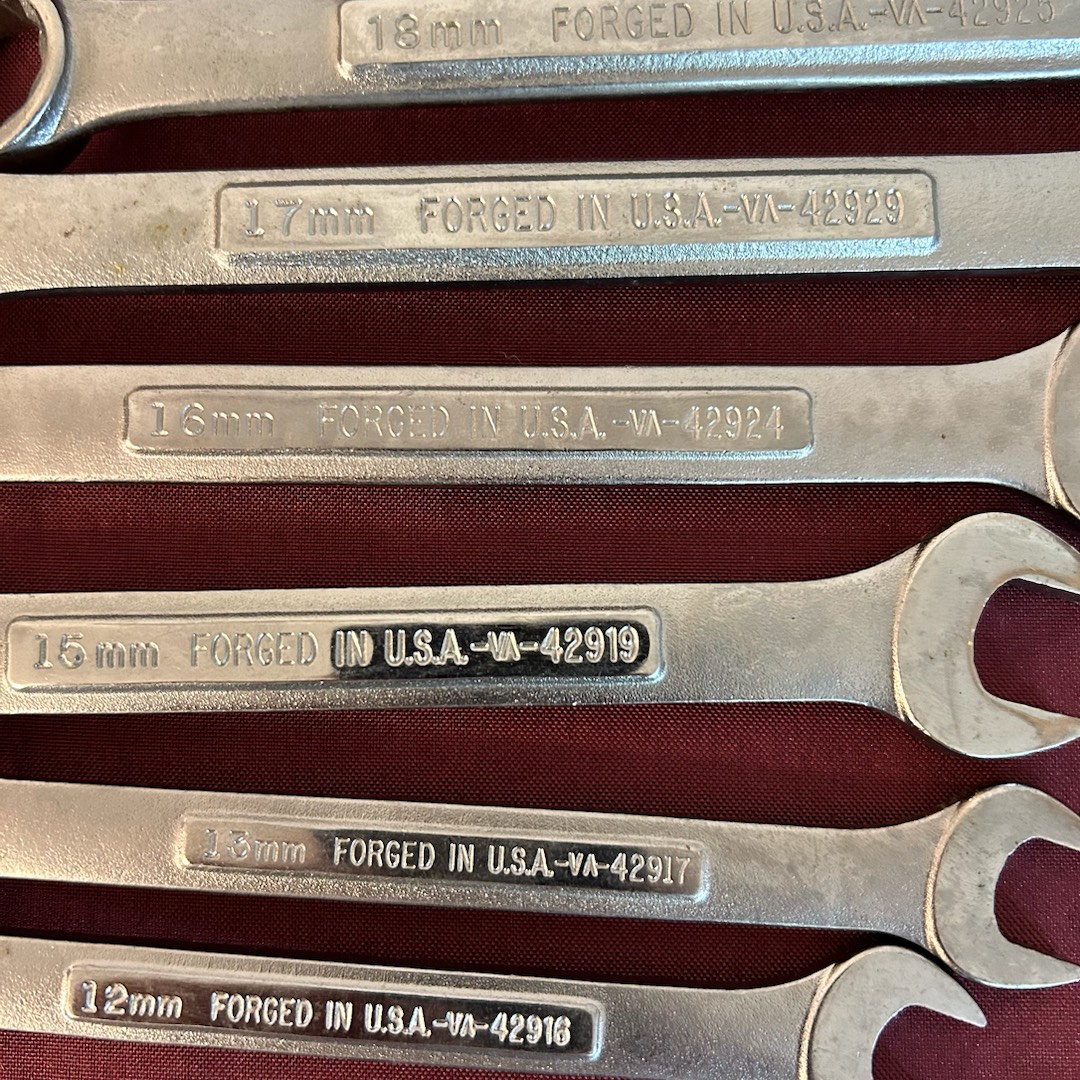 18mm FORGED IN U.S.A.-VA-42925
17mm FORGED IN U.S.A.-VA-42929
16mm FORGED IN U.S.A.-VA-42924
15mm FORGED IN U.S.A.-VA-42919
13mm FORGED IN U.S.A.-VA-42917
12mm FORGED IN U.S.A.-VA-42916